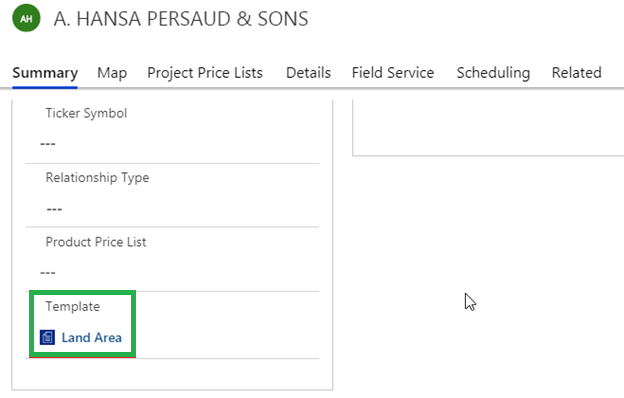 AH
A. HANSA PERSAUD & SONS
Summary Map Project Price Lists Details Field Service Scheduling Related
Ticker Symbol
---
Relationship Type
---
Product Price List
---
Template
Land Area